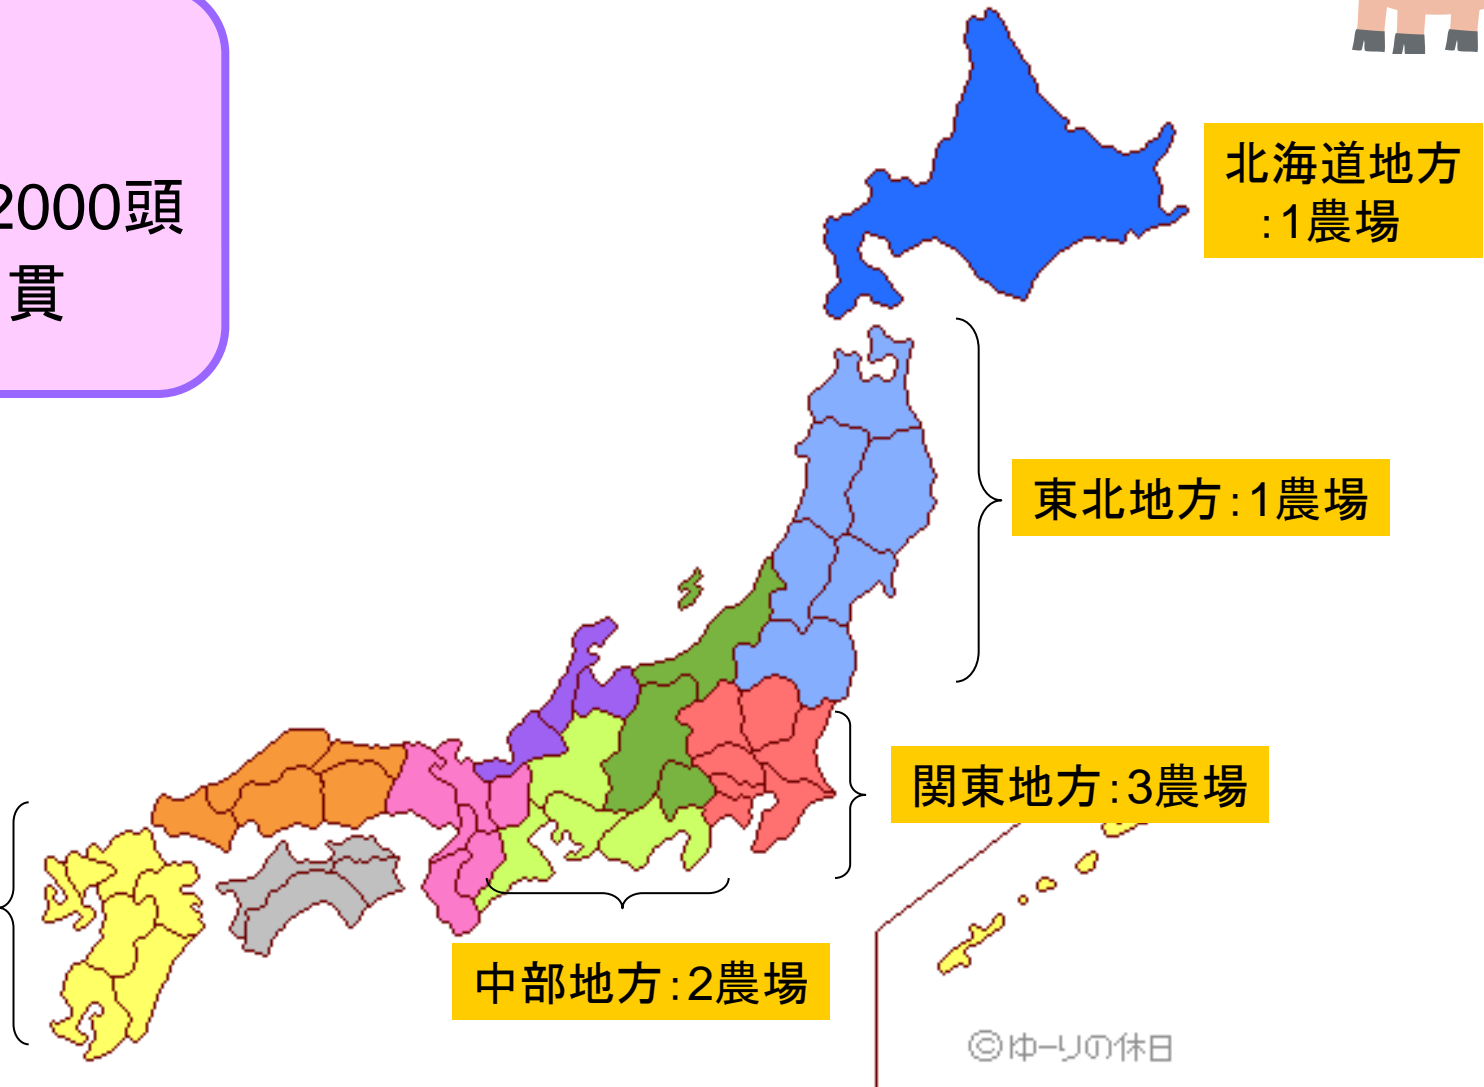 2000頭
貫
北海道地方
:1農場
東北地方:1農場
関東地方:3農場
中部地方:2農場
©ゆーりの休日